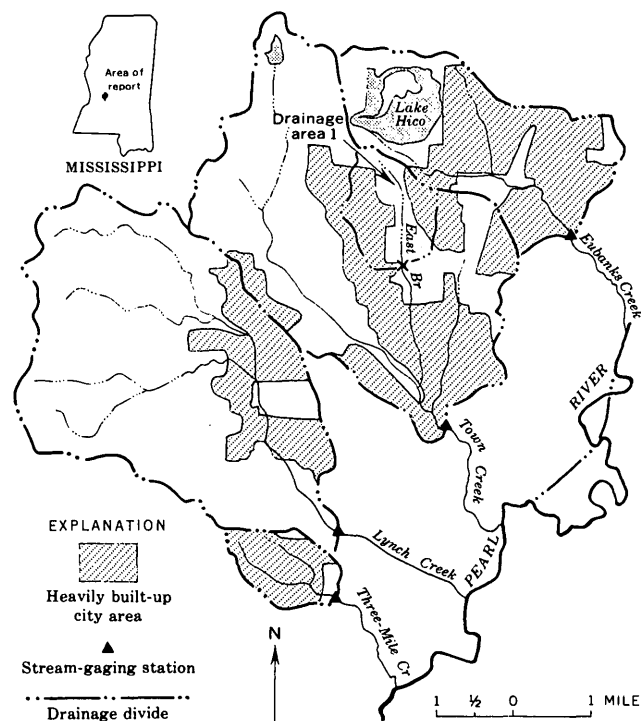 Area of
report
MISSISSIPPI
Lake
Hico
Drainage
area 1
East
Br
Eubanks
Creek
RIVER
Town
Creek
PEARL
Lynch Creek
Three-Mile Cr
EXPLANATION
Heavily built-up
city area
Stream-gaging station
Drainage divide
N
1 ½ 0 1 MILE